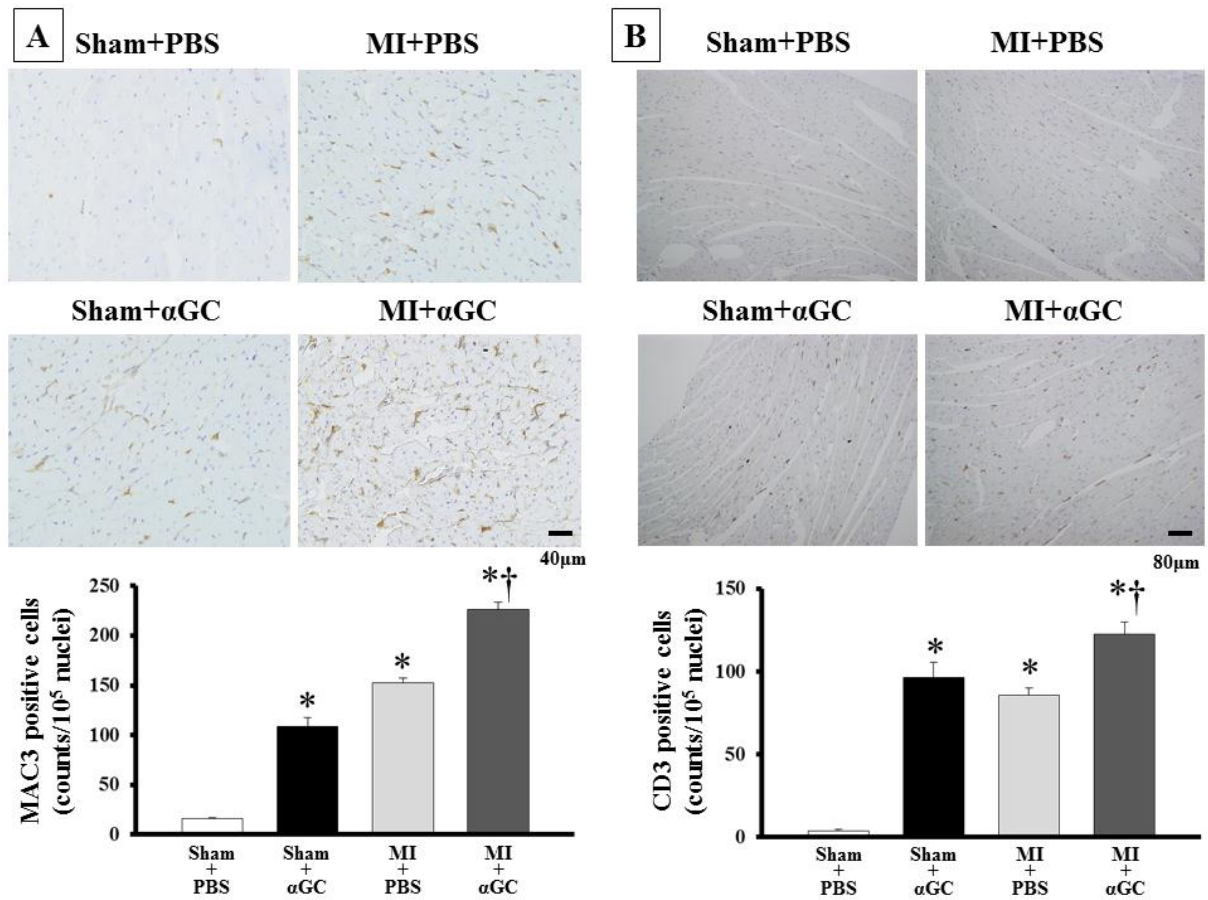 A
Sham+PBS
MI+PBS
Sham+αGC
MI+αGC
40μm
MAC3 positive cells
(counts/10⁵ nuclei)
250
200
150
100
50
0
*
*
*†
Sham
+
PBS
Sham
+
αGC
MI
+
PBS
MI
+
αGC
B
Sham+PBS
MI+PBS
Sham+αGC
MI+αGC
80μm
CD3 positive cells
(counts/10⁵ nuclei)
150
100
50
0
*
*
*†
Sham
+
PBS
Sham
+
αGC
MI
+
PBS
MI
+
αGC